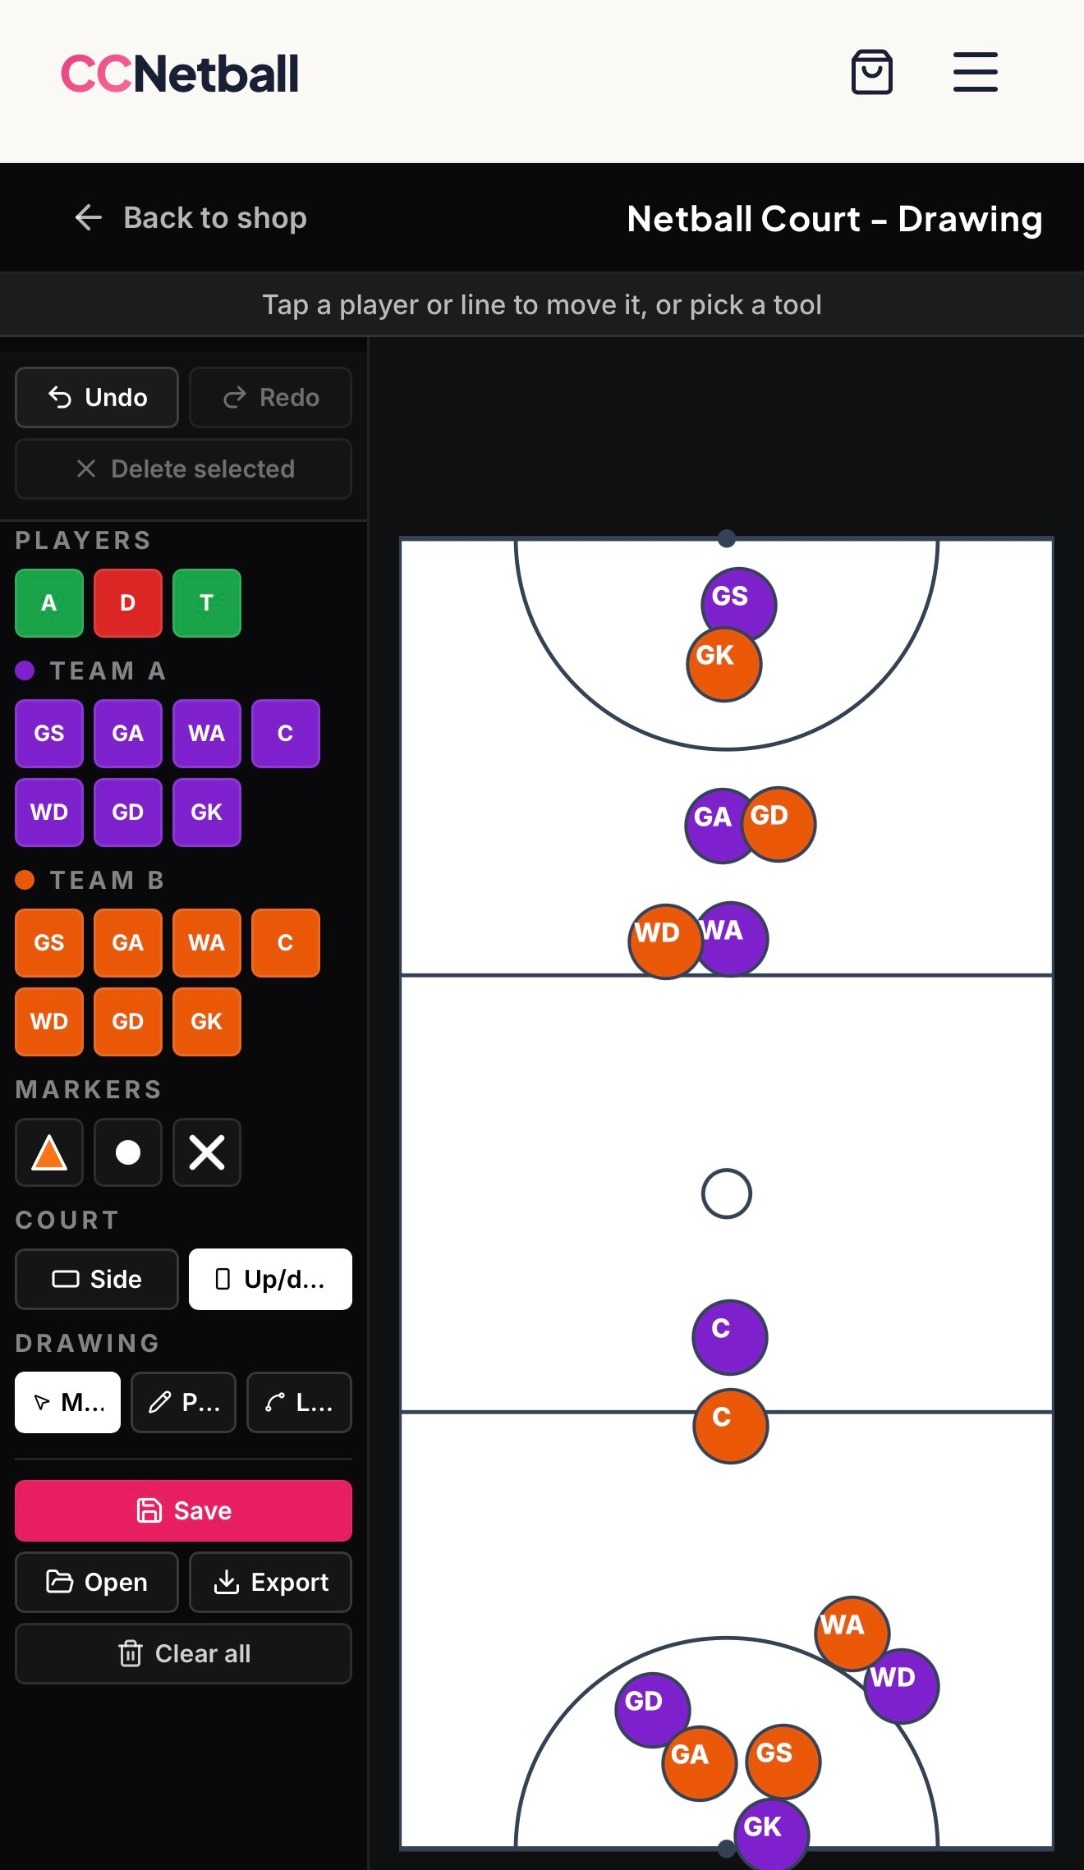 CCNetball
Back to shop
Netball Court – Drawing
Tap a player or line to move it, or pick a tool
Undo
Redo
Delete selected
PLAYERS
A
D
T
TEAM A
GS
GA
WA
C
WD
GD
GK
TEAM B
GS
GA
WA
C
WD
GD
GK
MARKERS
COURT
Side
Up/d...
DRAWING
M...
P...
L...
Save
Open
Export
Clear all
GS
GK
GA
GD
WD
WA
C
C
WA
WD
GD
GA
GS
GK